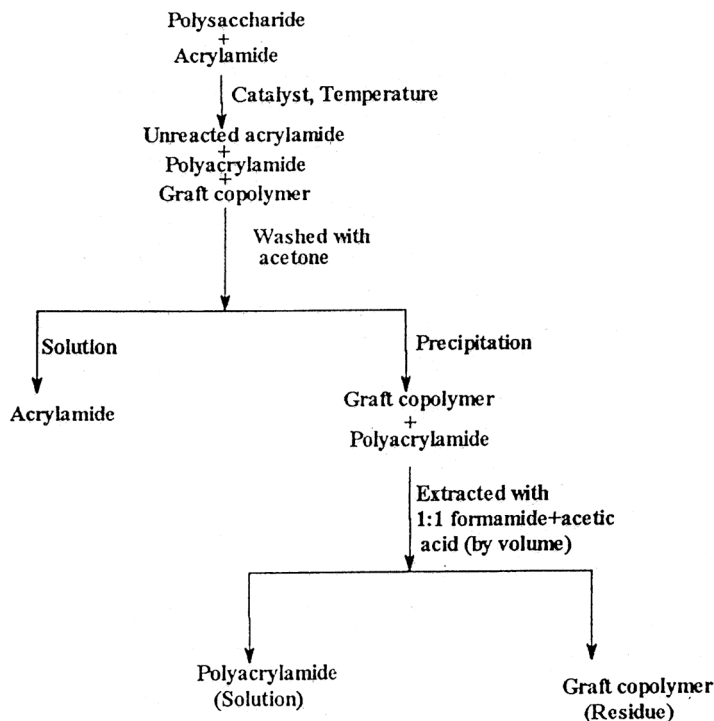 Polysaccharide
+
Acrylamide
Catalyst, Temperature
Unreacted acrylamide
+
Polyacrylamide
+
Graft copolymer
Washed with
acetone
Solution
Precipitation
Acrylamide
Graft copolymer
+
Polyacrylamide
Extracted with
1:1 formamide+acetic
acid (by volume)
Polyacrylamide
(Solution)
Graft copolymer
(Residue)